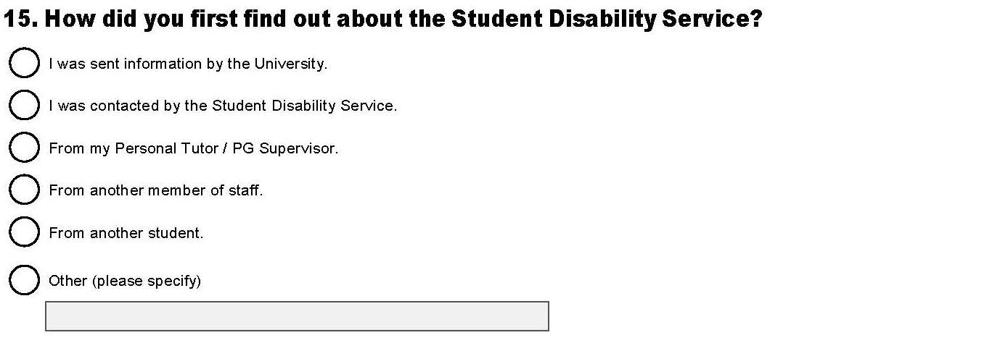 15. How did you first find out about the Student Disability Service?
I was sent information by the University.
I was contacted by the Student Disability Service.
From my Personal Tutor / PG Supervisor.
From another member of staff.
From another student.
Other (please specify)